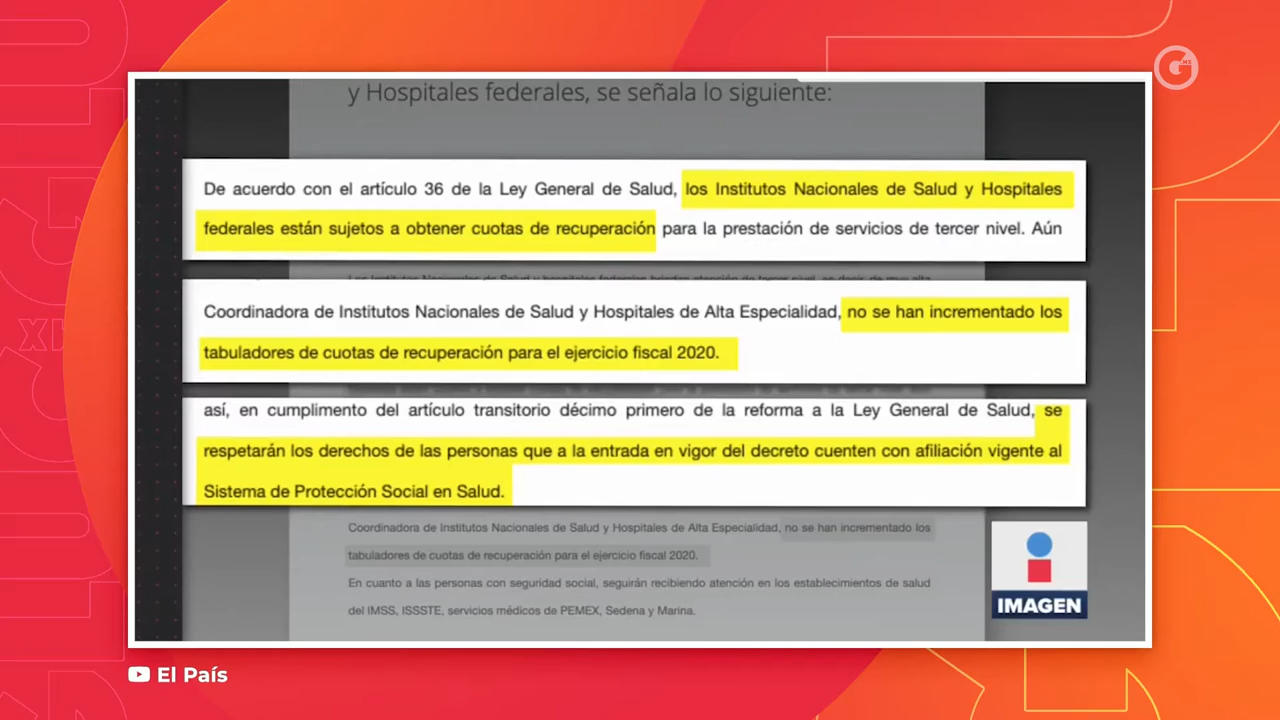 y Hospitales federales, se señala lo siguiente:
De acuerdo con el artículo 36 de la Ley General de Salud, los Institutos Nacionales de Salud y Hospitales
federales están sujetos a obtener cuotas de recuperación para la prestación de servicios de tercer nivel. Aún
Coordinadora de Institutos Nacionales de Salud y Hospitales de Alta Especialidad, no se han incrementado los
tabuladores de cuotas de recuperación para el ejercicio fiscal 2020.
así, en cumplimento del artículo transitorio décimo primero de la reforma a la Ley General de Salud, se
respetarán los derechos de las personas que a la entrada en vigor del decreto cuenten con afiliación vigente al
Sistema de Protección Social en Salud.
Coordinadora de Institutos Nacionales de Salud y Hospitales de Alta Especialidad, no se han incrementado los
tabuladores de cuotas de recuperación para el ejercicio fiscal 2020.
En cuanto a las personas con seguridad social, seguirán recibiendo atención en los establecimientos de salud
del IMSS, ISSSTE, servicios médicos de PEMEX, Sedena y Marina.
IMAGEN
El País